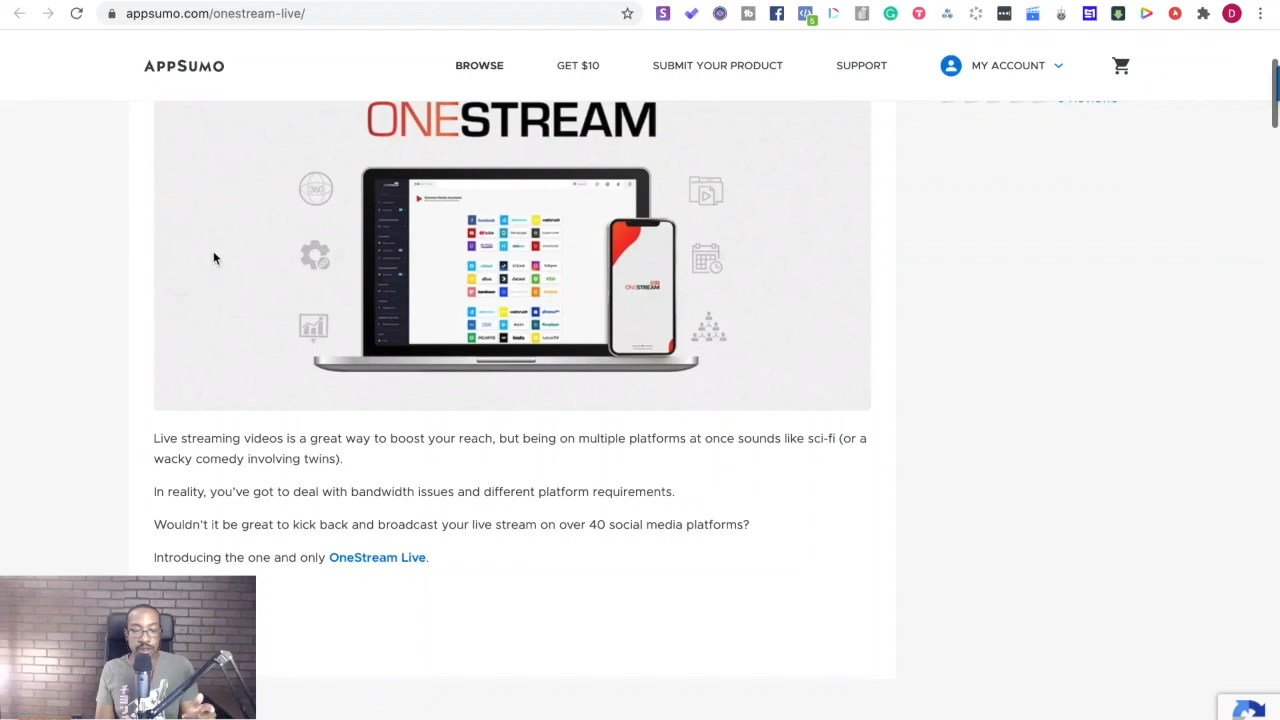 appsumo.com/onestream-live/
5
D
APPSUMO
BROWSE
GET $10
SUBMIT YOUR PRODUCT
SUPPORT
MY ACCOUNT
ONESTREAM
360
ONESTREAM
Live streaming videos is a great way to boost your reach, but being on multiple platforms at once sounds like sci-fi (or a
wacky comedy involving twins).
In reality, you've got to deal with bandwidth issues and different platform requirements.
Wouldn't it be great to kick back and broadcast your live stream on over 40 social media platforms?
Introducing the one and only OneStream Live.